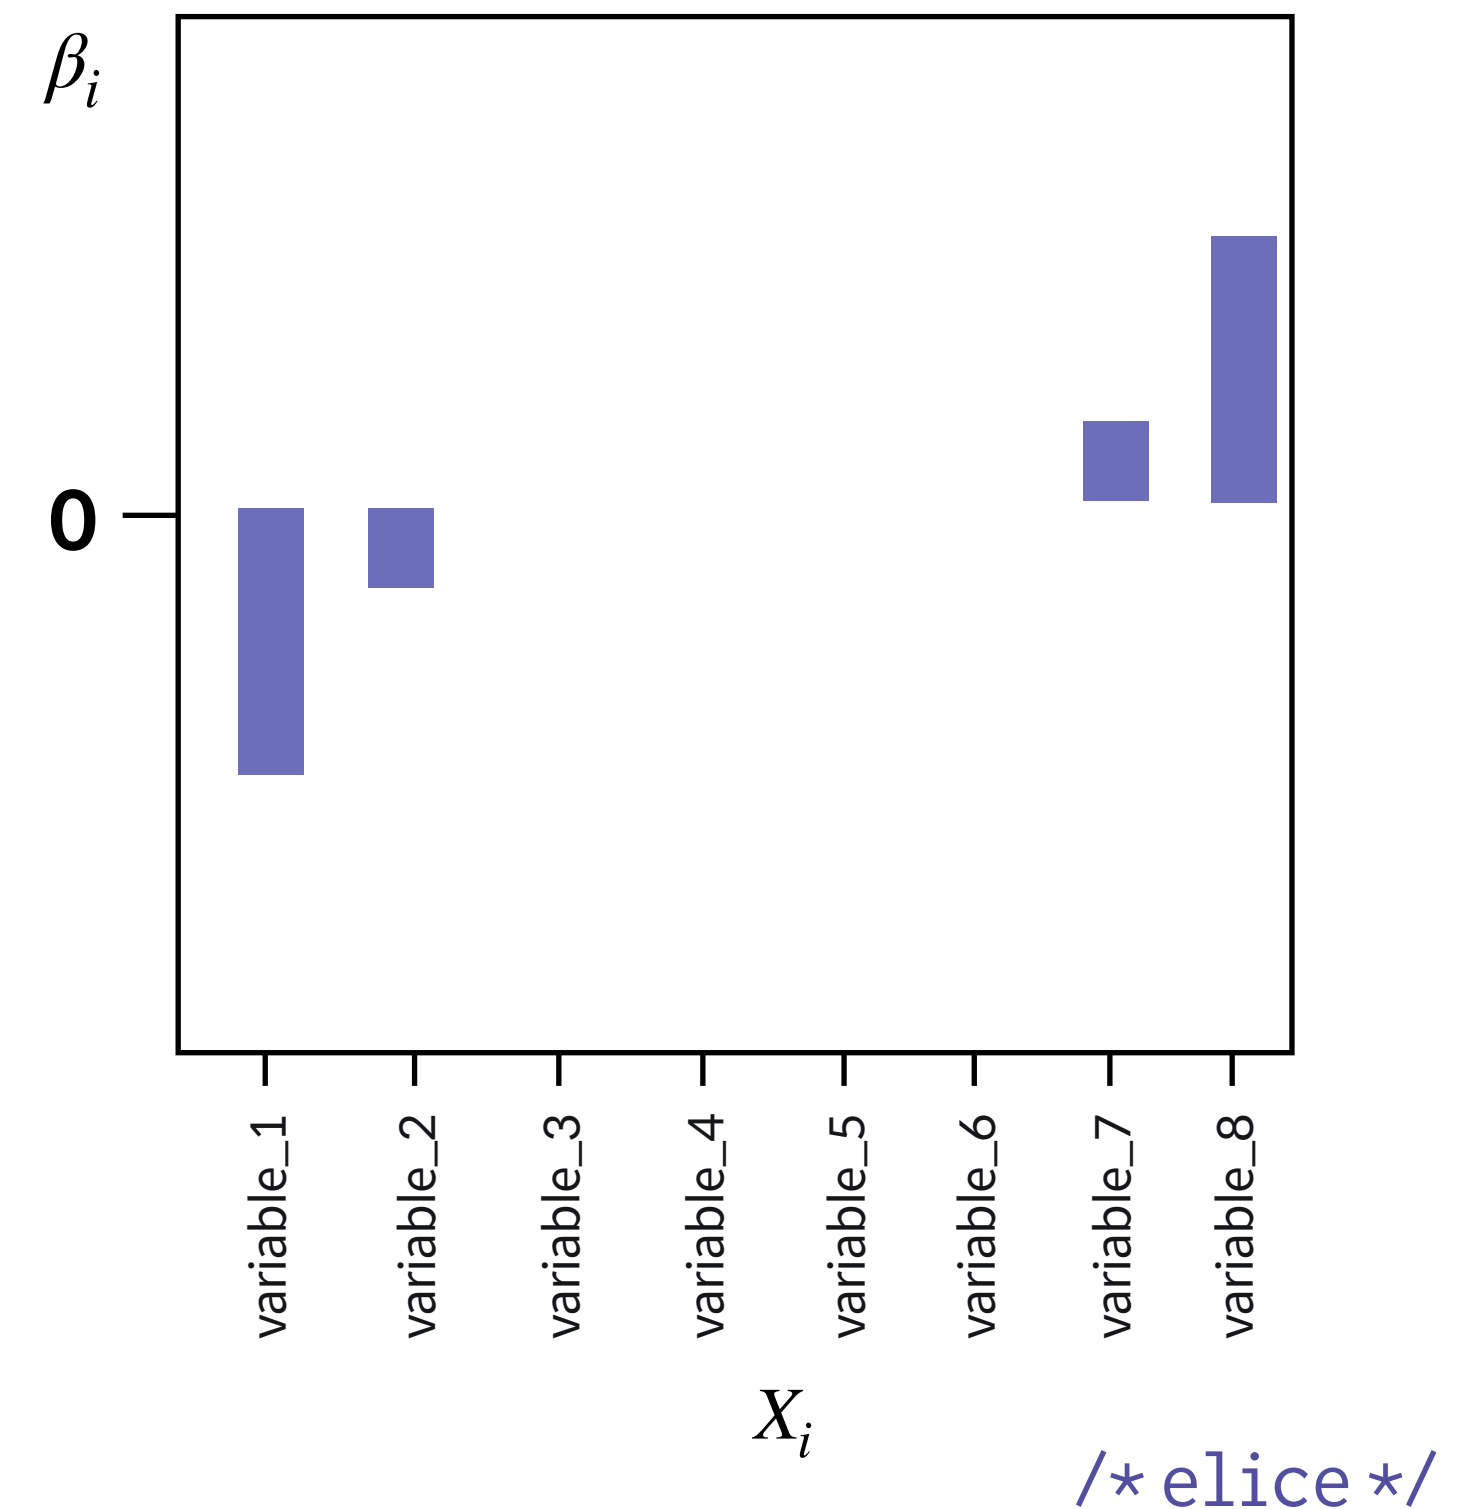 βi
0
variable_1
variable_2
variable_3
variable_4
variable_5
variable_6
variable_7
variable_8
Xi
/* elice */